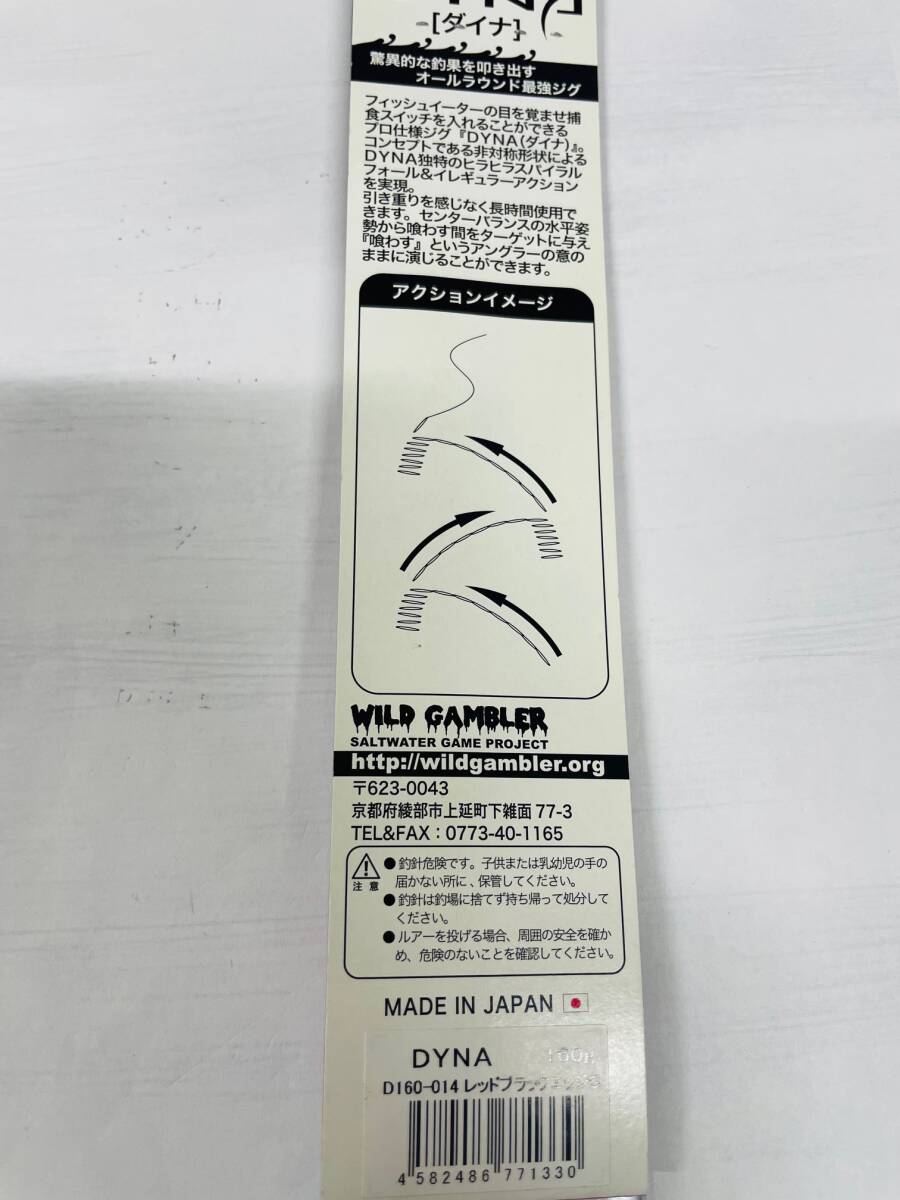 [ダイナ]
驚異的な釣果を叩き出す
オールラウンド最強ジグ
フィッシュイーターの目を覚ませ捕
食スイッチを入れることができる
プロ仕様ジグ『DYNA(ダイナ)』。
コンセプトである非対称形状による
DYNA独特のヒラヒラスパイラル
フォール&イレギュラーアクション
を実現。
引き重りを感じなく長時間使用で
きます。センターバランスの水平姿
勢から喰わす間をターゲットに与え
『喰わす』というアングラーの意の
ままに演じることができます。
アクションイメージ
WILD GAMBLER
SALTWATER GAME PROJECT
http://wildgambler.org
〒623-0043
京都府綾部市上延町下雑面 77-3
TEL&FAX：0773-40-1165
注意
●釣針危険です。子供または乳幼児の手の
届かない所に、保管してください。
●釣針は釣場に捨てず持ち帰って処分して
ください。
●ルアーを投げる場合、周囲の安全を確か
め、危険のないことを確認してください。
MADE IN JAPAN
DYNA 160g
D160-014 レッドブラック
4 582486 771330